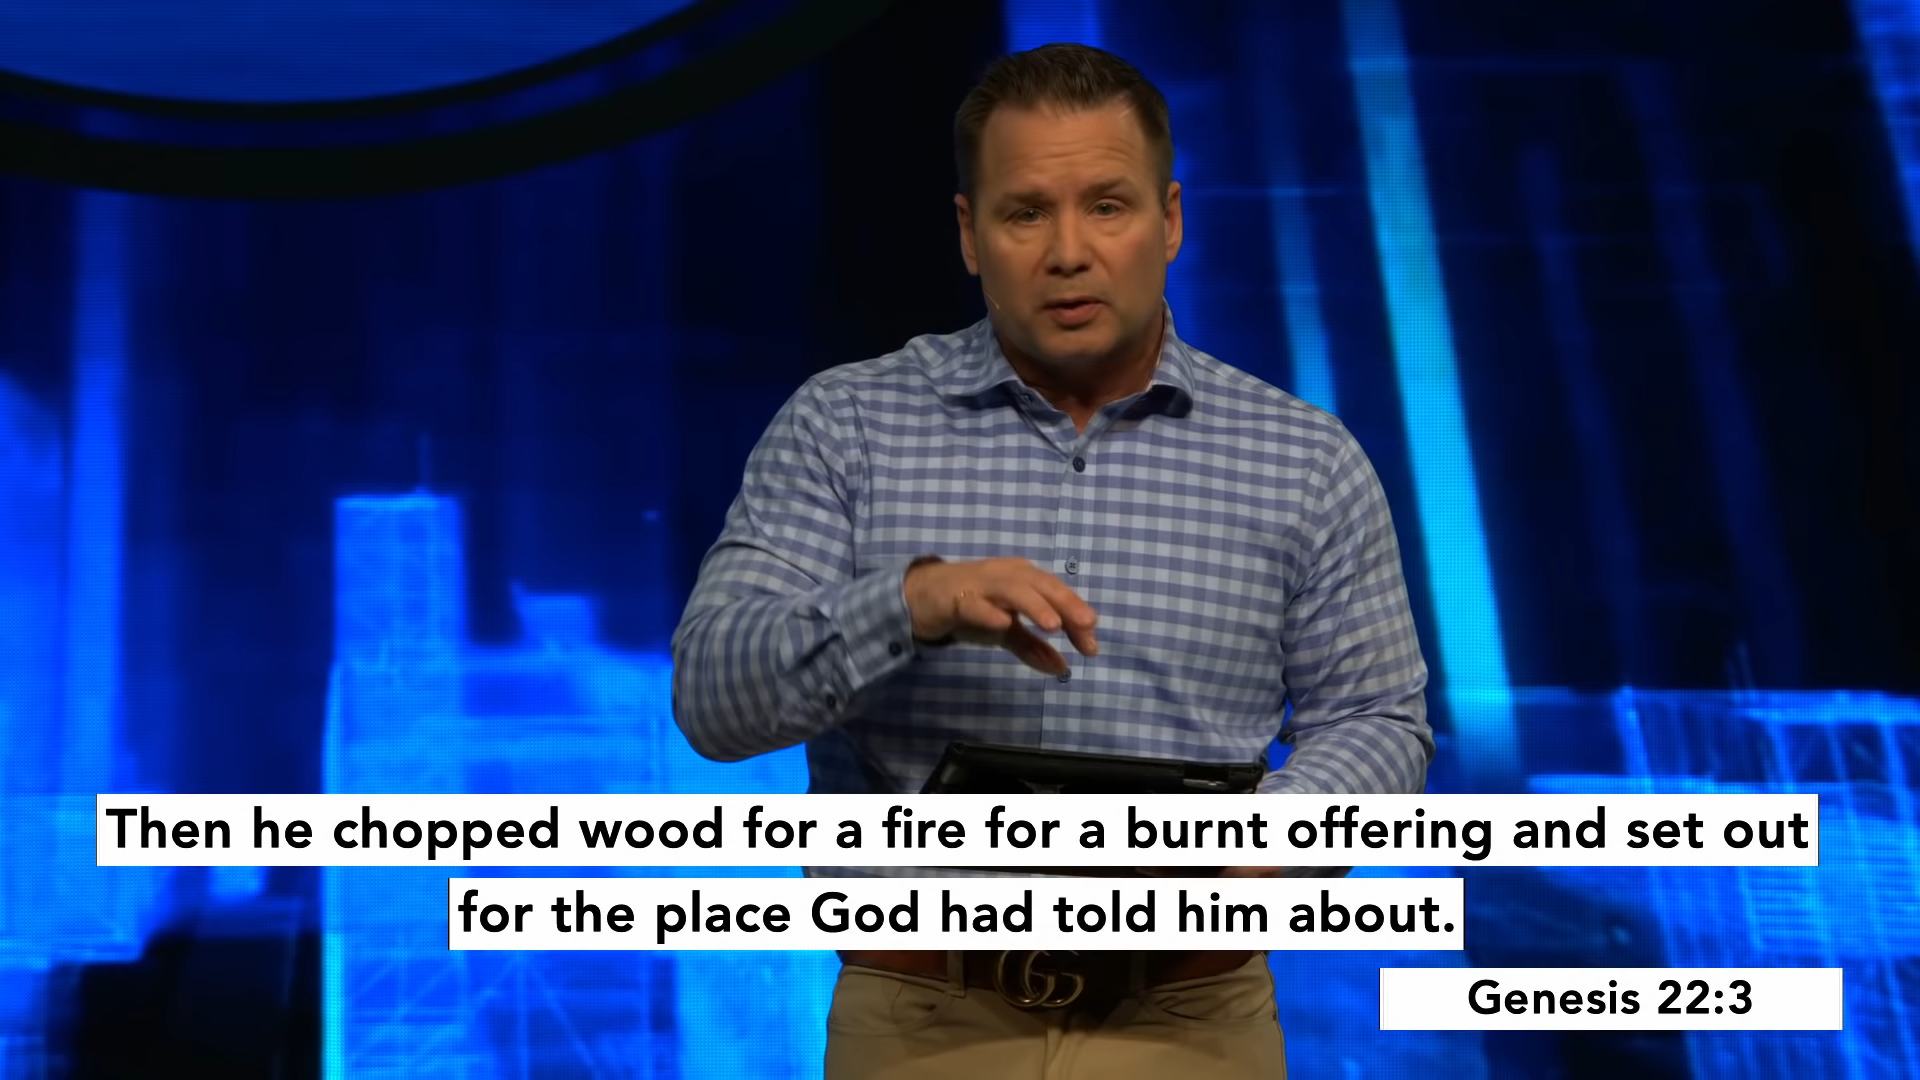 Then he chopped wood for a fire for a burnt offering and set out
for the place God had told him about.
Genesis 22:3